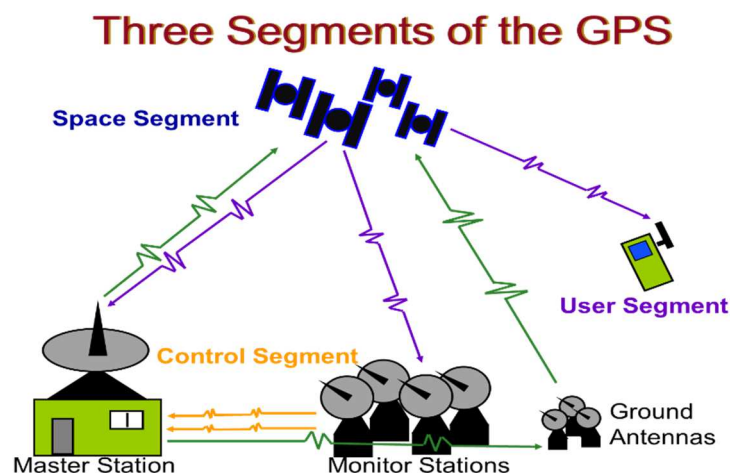 Three Segments of the GPS
Space Segment
User Segment
Control Segment
Ground
Antennas
Master Station
Monitor Stations